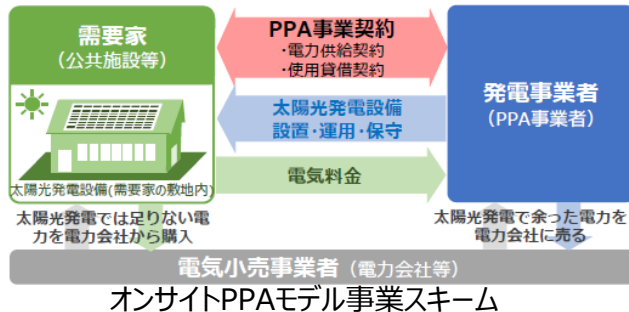 需要家
(公共施設等)
PPA事業契約
・電力供給契約
・使用貸借契約
発電事業者
(PPA事業者)
太陽光発電設備
設置・運用・保守
太陽光発電設備(需要家の敷地内)
電気料金
太陽光発電では足りない電
力を電力会社から購入
太陽光発電で余った電力を
電力会社に売る
電気小売事業者（電力会社等）
オンサイトPPAモデル事業スキーム